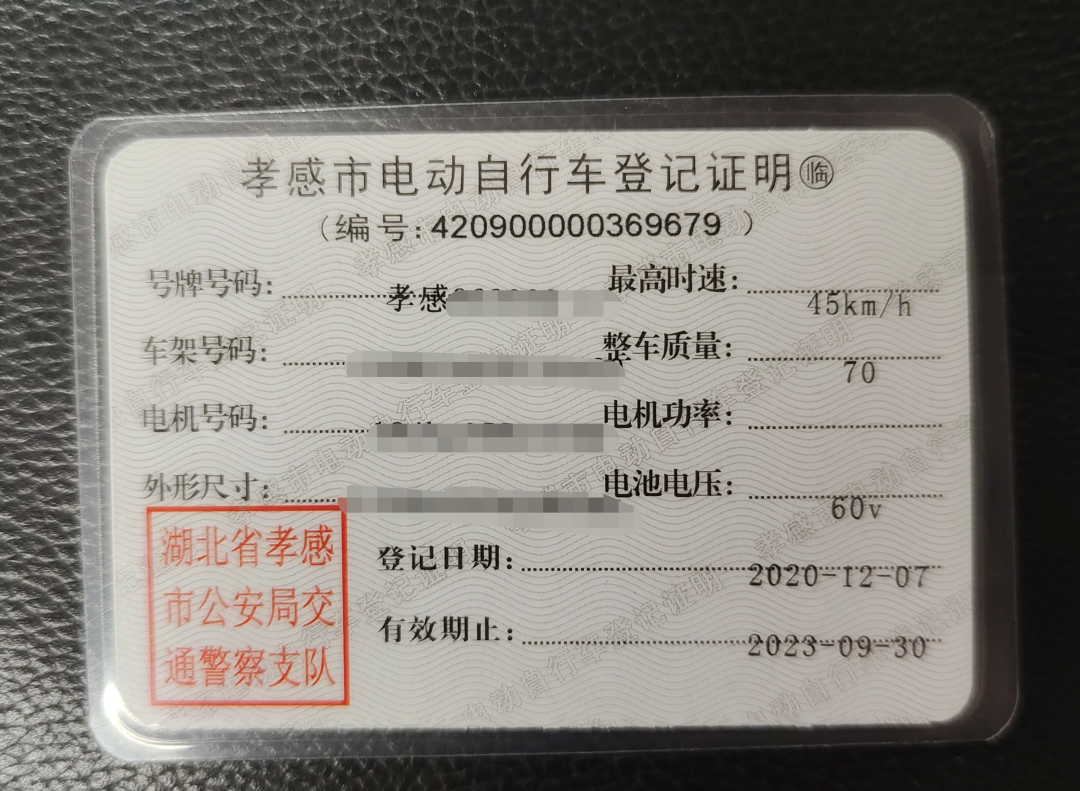 孝感市电动自行车登记证明㊣临
（编号：420900000369679）
号牌号码：孝感
最高时速：45km/h
车架号码：
整车质量：70
电机号码：
电机功率：
外形尺寸：
电池电压：60v
登记日期：2020-12-07
有效期止：2023-09-30
湖北省孝感
市公安局交
通警察支队